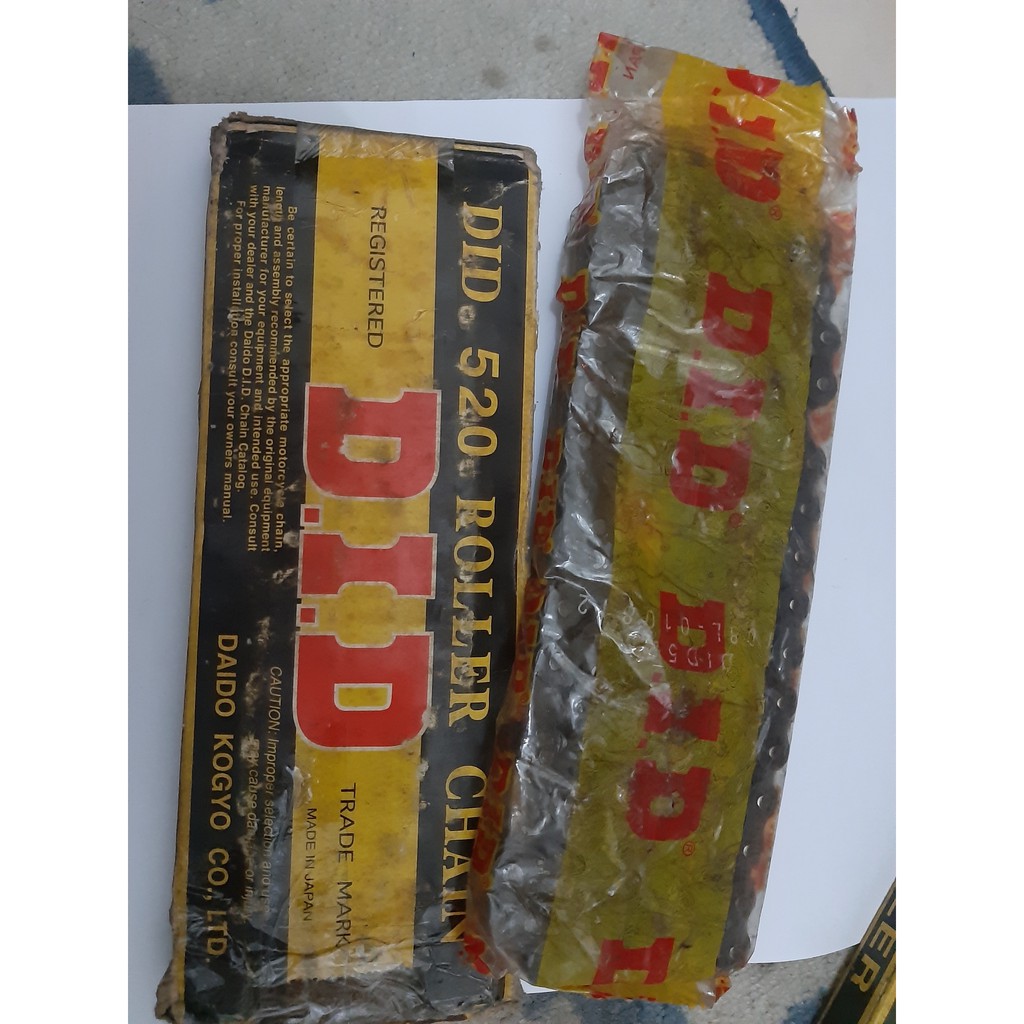 DID. 520 ROLLER CHAIN
REGISTERED
D.I.D
TRADE MARK
MADE IN JAPAN
Be certain to select the appropriate motorcycle chain,
length and assembly recommended by the original equipment
manufacturer for your equipment and intended use. Consult
with your dealer and the Daido D.I.D. Chain Catalog.
For proper installation consult your owners manual.
CAUTION: Improper selection and use
cause
DAIDO KOGYO CO., LTD.
D.I.D®
D.I.D®
D.I.D®